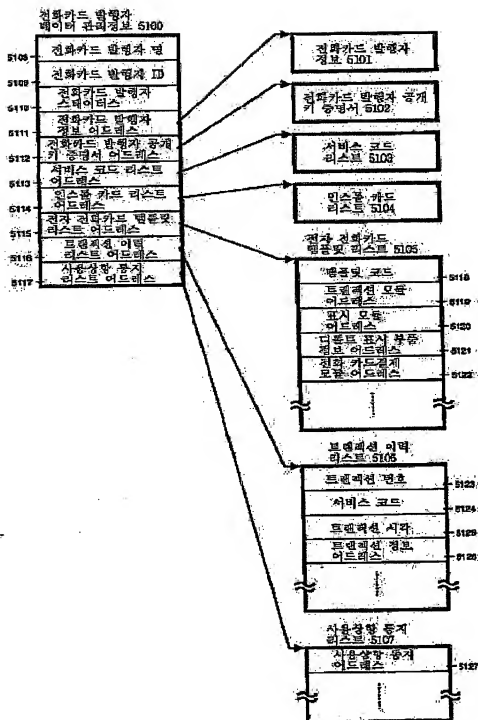 전화카드 발행자
데이터 관리정보 5100
5108
전화카드 발행자 명
5109
전화카드 발행자 ID
5110
전화카드 발행자
스테이터스
5111
전화카드 발행자
정보 어드레스
5112
전화카드 발행자 공개
키 증명서 어드레스
5113
서비스 코드 리스트
어드레스
5114
인스톨 카드 리스트
어드레스
5115
전자 전화카드 템플릿
리스트 어드레스
5116
트랜잭션 이력
리스트 어드레스
5117
사용상황 통지
리스트 어드레스
전화카드 발행자
정보 5101
전화카드 발행자 공개
키 증명서 5102
서비스 코드
리스트 5103
인스톨 카드
리스트 5104
전자 전화카드
템플릿 리스트 5105
템플릿 코드
5118
트랜잭션 모듈
어드레스
5119
표시 모듈
어드레스
5120
디폴트 표시 부품
정보 어드레스
5121
전화 카드결제
모듈 어드레스
5122
트랜잭션 이력
리스트 5106
트랜잭션 번호
5123
서비스 코드
5124
트랜잭션 시각
5125
트랜잭션 정보
어드레스
5126
사용상황 통지
리스트 5107
사용상황 통지
어드레스
5127